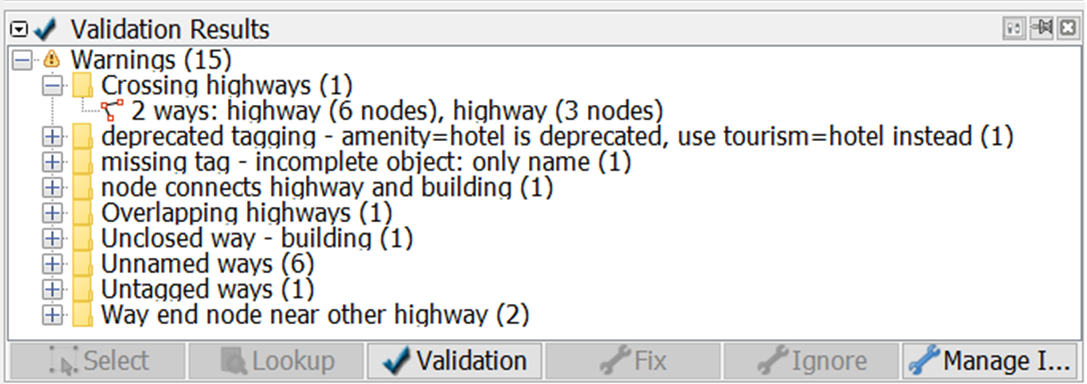 Validation Results
Warnings (15)
Crossing highways (1)
2 ways: highway (6 nodes), highway (3 nodes)
deprecated tagging - amenity=hotel is deprecated, use tourism=hotel instead (1)
missing tag - incomplete object: only name (1)
node connects highway and building (1)
Overlapping highways (1)
Unclosed way - building (1)
Unnamed ways (6)
Untagged ways (1)
Way end node near other highway (2)
Select Lookup Validation Fix Ignore Manage I...